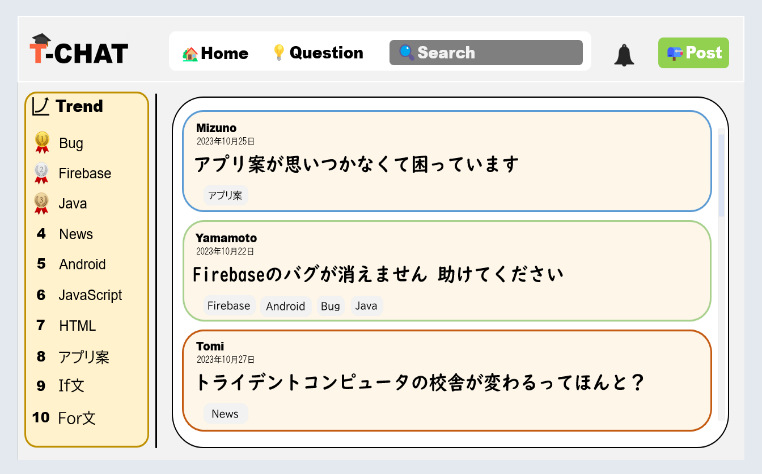 T-CHAT
Home
Question
Search
Post
Trend
Bug
Firebase
Java
4 News
5 Android
6 JavaScript
7 HTML
8 アプリ案
9 If文
10 For文
Mizuno
2023年10月25日
アプリ案が思いつかなくて困っています
アプリ案
Yamamoto
2023年10月22日
Firebaseのバグが消えません 助けてください
Firebase Android Bug Java
Tomi
2023年10月27日
トライデントコンピュータの校舎が変わるってほんと？
News